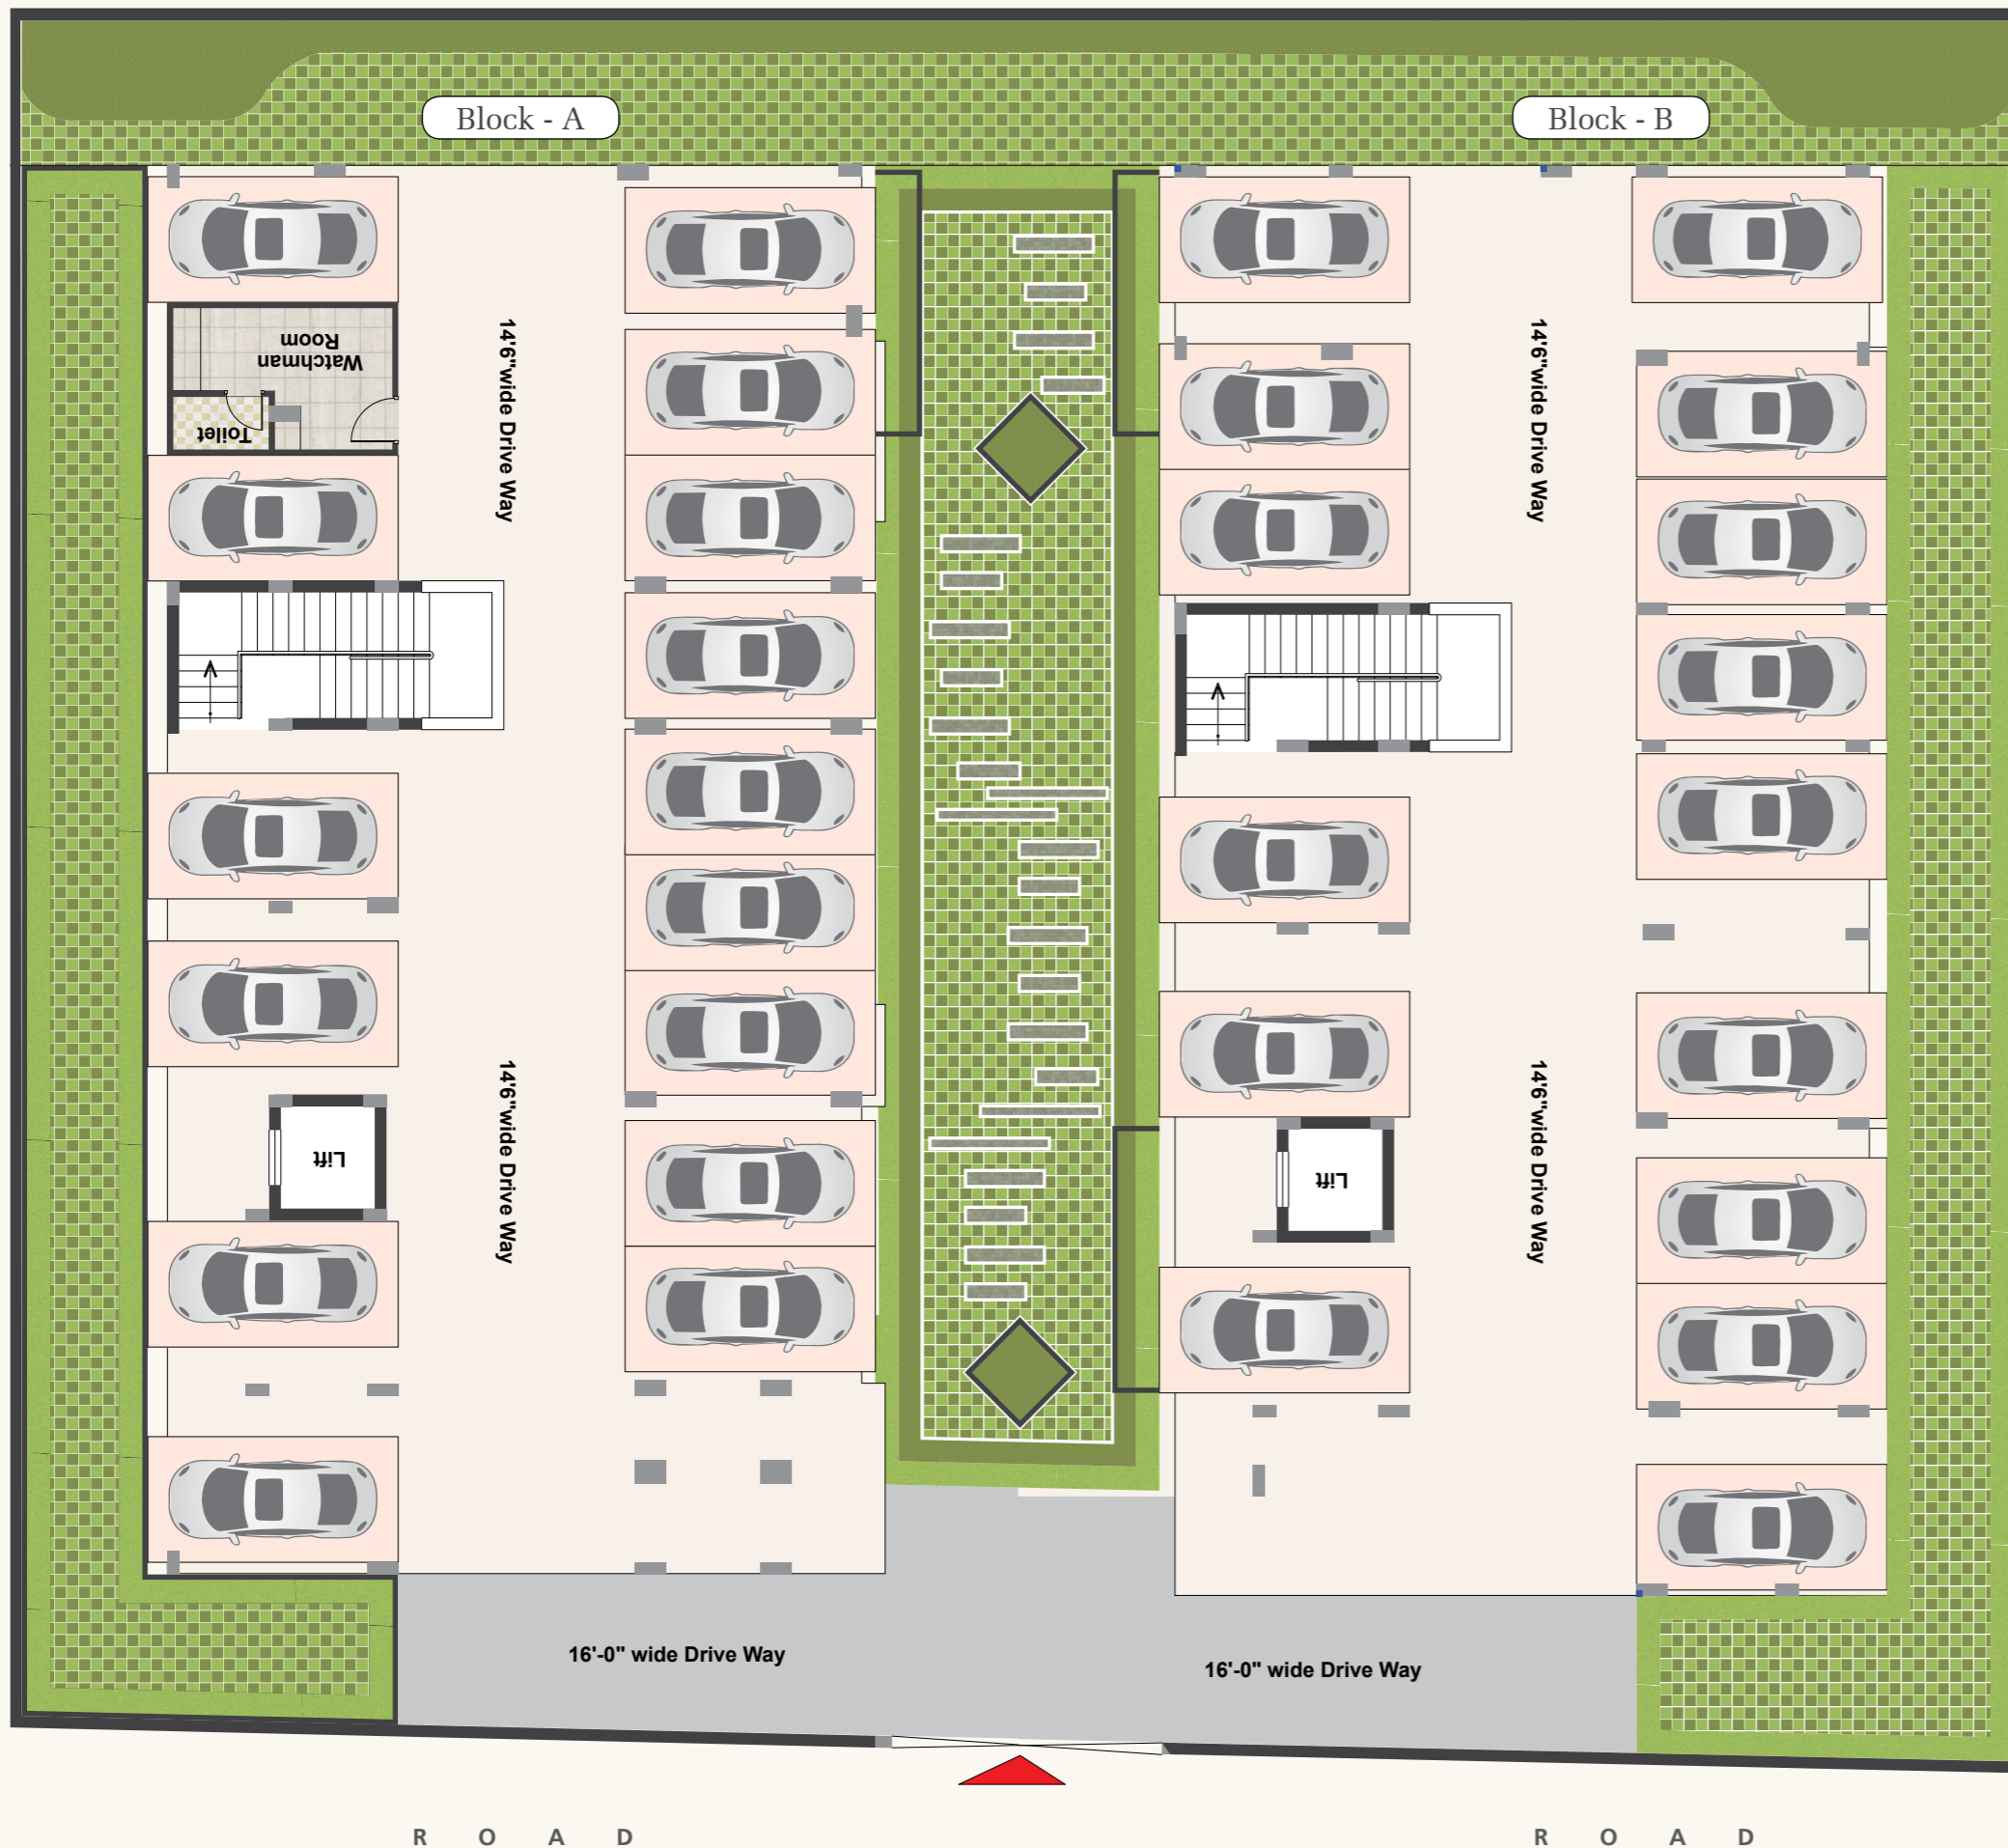 Block - A
Block - B
Watchman
Room
Toilet
14'6"wide Drive Way
14'6"wide Drive Way
Lift
14'6"wide Drive Way
Lift
14'6"wide Drive Way
16'-0" wide Drive Way
16'-0" wide Drive Way
R O A D
R O A D